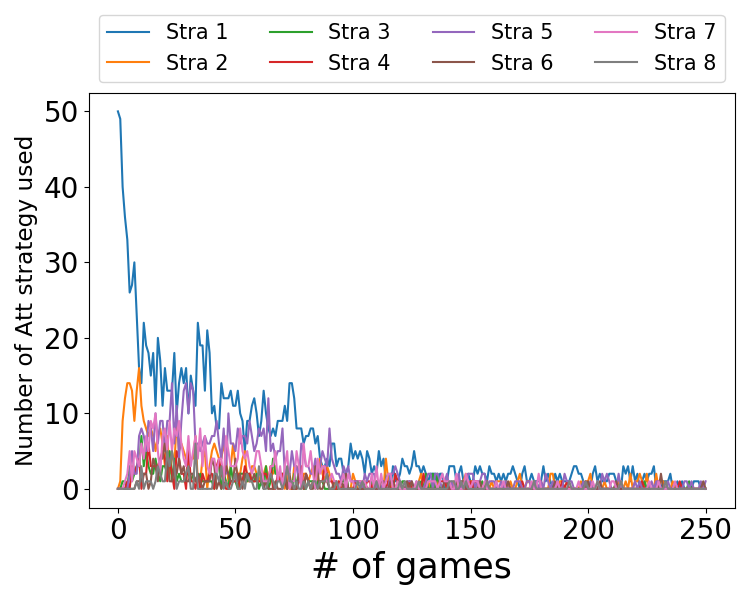 Stra 1 Stra 3 Stra 5 Stra 7
Stra 2 Stra 4 Stra 6 Stra 8
Number of Att strategy used
50
40
30
20
10
0
0 50 100 150 200 250
# of games